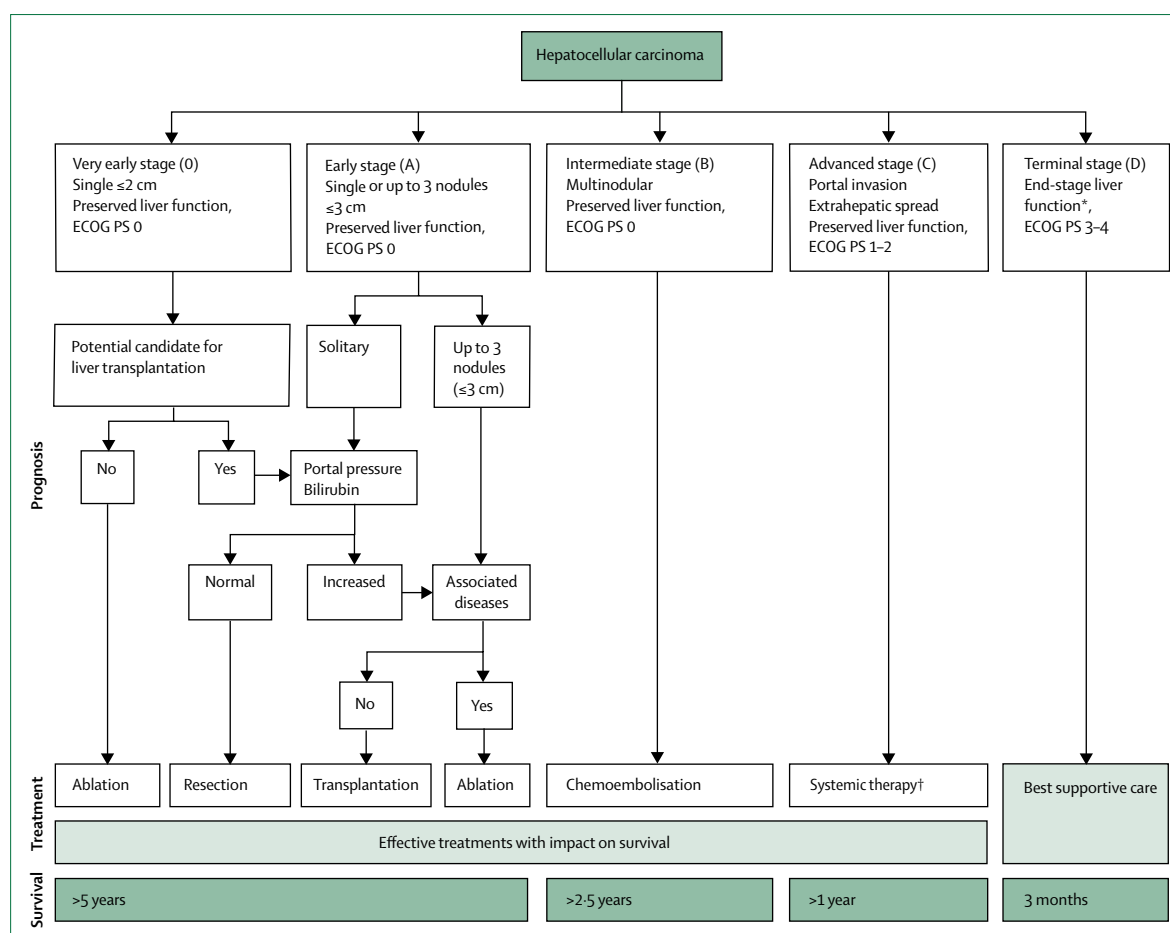 Hepatocellular carcinoma
Very early stage (0)
Single ≤2 cm
Preserved liver function,
ECOG PS 0
Early stage (A)
Single or up to 3 nodules
≤3 cm
Preserved liver function,
ECOG PS 0
Intermediate stage (B)
Multinodular
Preserved liver function,
ECOG PS 0
Advanced stage (C)
Portal invasion
Extrahepatic spread
Preserved liver function,
ECOG PS 1–2
Terminal stage (D)
End-stage liver
function*,
ECOG PS 3–4
Prognosis
Potential candidate for
liver transplantation
Solitary
Up to 3
nodules
(≤3 cm)
No
Yes
Portal pressure
Bilirubin
Normal
Increased
Associated
diseases
No
Yes
Treatment
Ablation
Resection
Transplantation
Ablation
Chemoembolisation
Systemic therapy†
Best supportive care
Effective treatments with impact on survival
Survival
>5 years
>2·5 years
>1 year
3 months